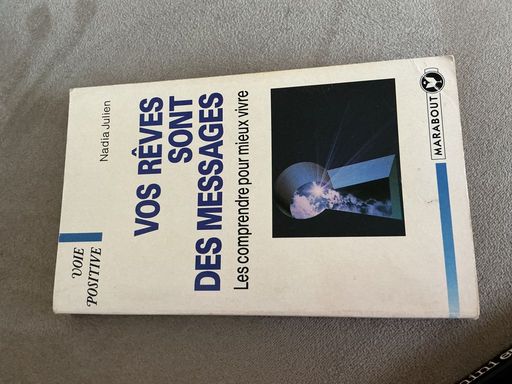 VOIE
POSITIVE
Nadia Julien
VOS RÊVES
SONT
DES MESSAGES
Les comprendre pour mieux vivre
MARABOUT